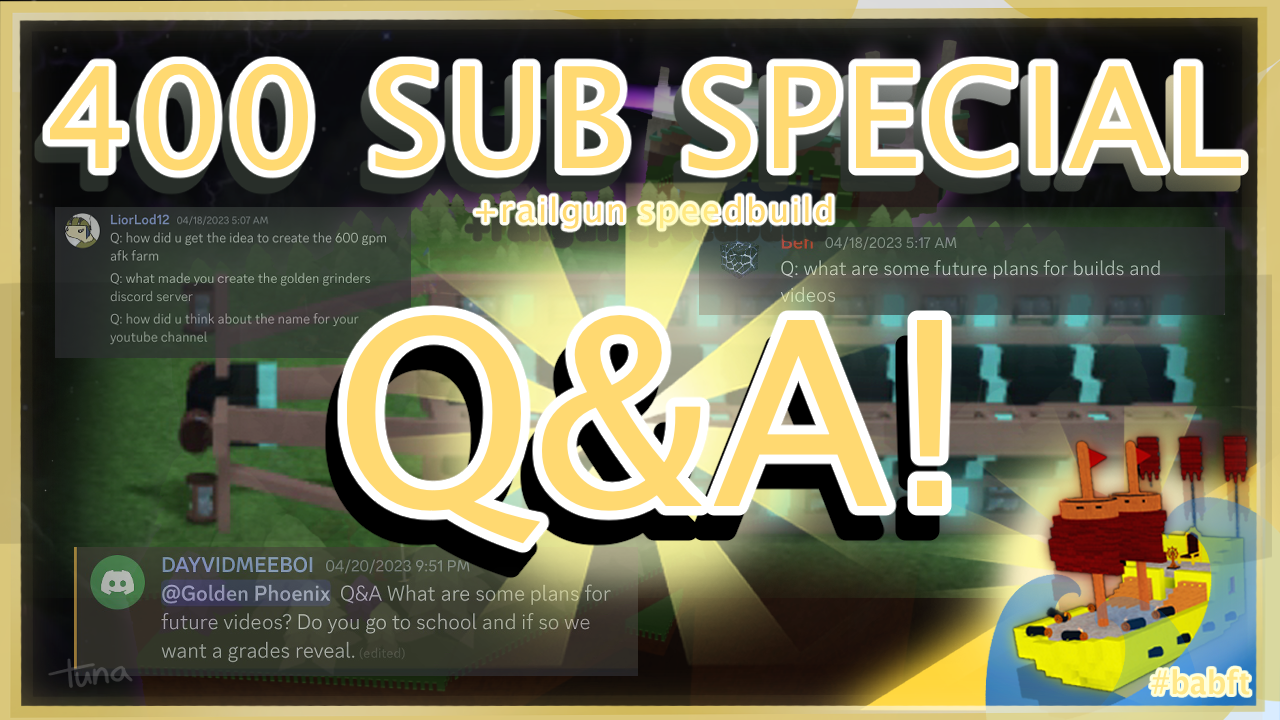 400 SUB SPECIAL
+railgun speedbuild
LiorLod12 04/18/2023 5:07 AM
Q: how did u get the idea to create the 600 gpm
afk farm
Q: what made you create the golden grinders
discord server
Q: how did u think about the name for your
youtube channel
Ben 04/18/2023 5:17 AM
Q: what are some future plans for builds and
videos
Q&A!
DAYVIDMEEBOI 04/20/2023 9:51 PM
@Golden Phoenix Q&A What are some plans for
future videos? Do you go to school and if so we
want a grades reveal. (edited)
tuna
#babft